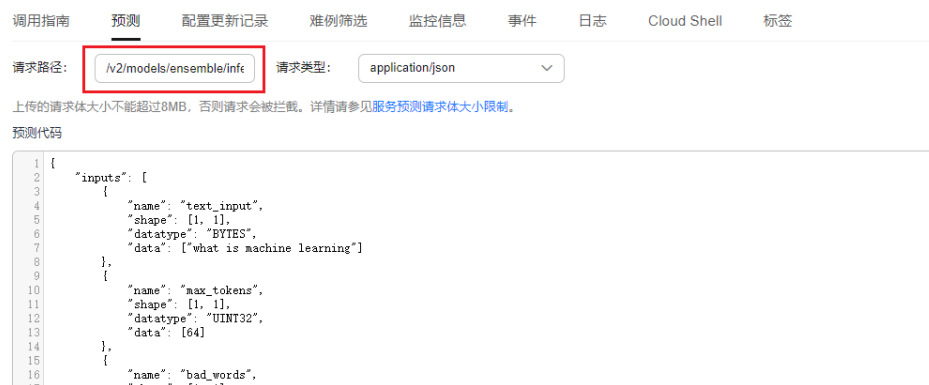 调用指南 预测 配置更新记录 难例筛选 监控信息 事件 日志 Cloud Shell 标签
请求路径： /v2/models/ensemble/infe 请求类型： application/json
上传的请求体大小不能超过8MB，否则请求会被拦截。详情请参见服务预测请求体大小限制。
预测代码
1 {
2 "inputs": [
3 {
4 "name": "text_input",
5 "shape": [1, 1],
6 "datatype": "BYTES",
7 "data": ["what is machine learning"]
8 },
9 {
10 "name": "max_tokens",
11 "shape": [1, 1],
12 "datatype": "UINT32",
13 "data": [64]
14 },
15 {
16 "name": "bad_words",